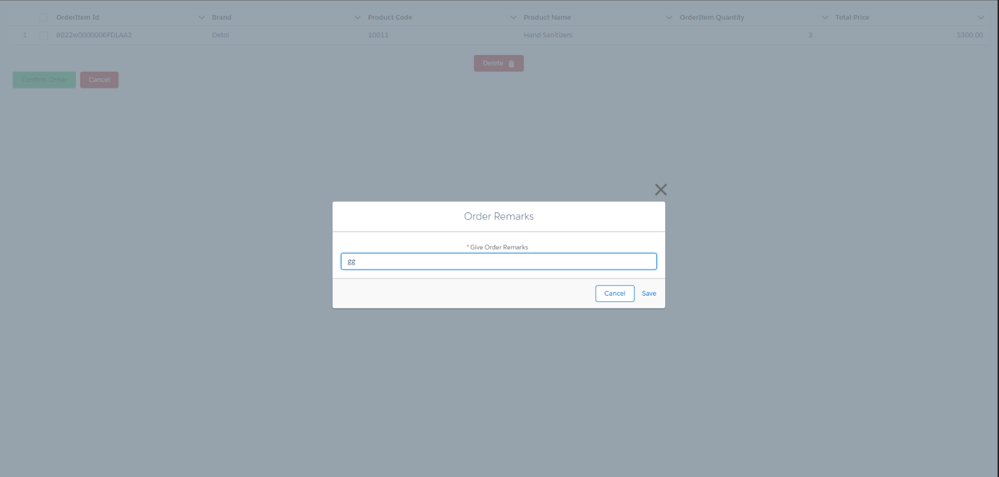 OrderItem Id Brand Product Code Product Name OrderItem Quantity Total Price
1 8022w0000006FDLAA2 Detol 10011 Hand Sanitizers 3 $300.00
Delete
Confirm Order Cancel
Order Remarks
* Give Order Remarks
gg
Cancel Save